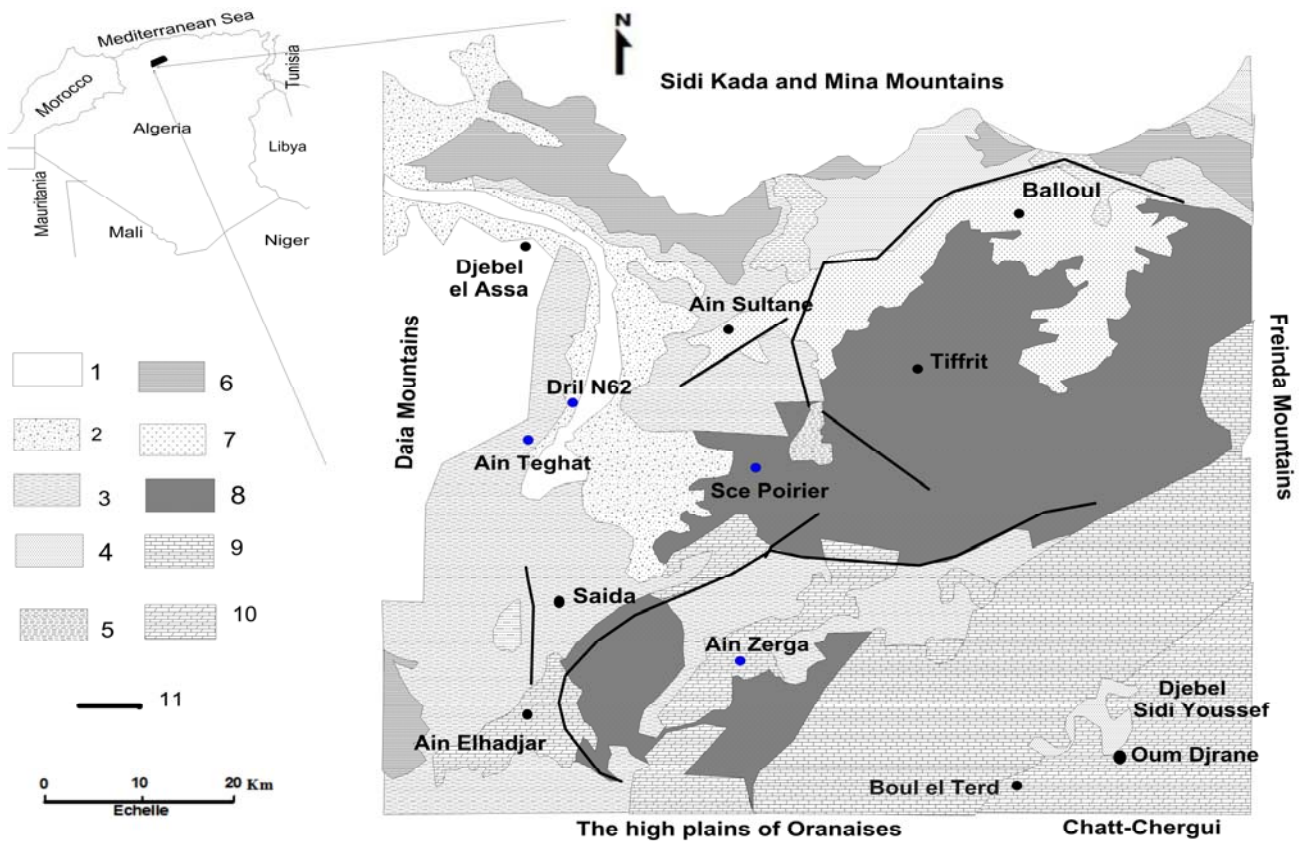 Mediterranean Sea
Tunisia
Morocco
Algeria
Libya
Mauritania
Mali
Niger
N
Sidi Kada and Mina Mountains
Balloul
Djebel
el Assa
Ain Sultane
Tiffrit
Daia Mountains
Freinda Mountains
Dril N62
Ain Teghat
Sce Poirier
Saida
Ain Zerga
Djebel
Sidi Youssef
Ain Elhadjar
Oum Djrane
Boul el Terd
The high plains of Oranaises
Chatt-Chergui
1
6
2
7
3
8
4
9
5
10
11
0 10 20 Km
Echelle